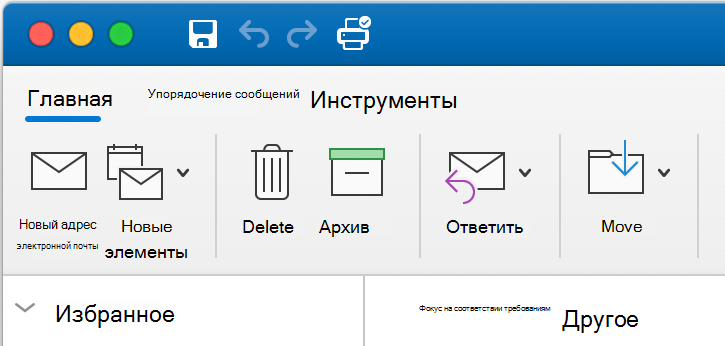 Главная Упорядочение сообщений Инструменты
Новый адрес электронной почты
Новые элементы
Delete
Архив
Ответить
Move
Избранное
Фокус на соответствии требованиям
Другое